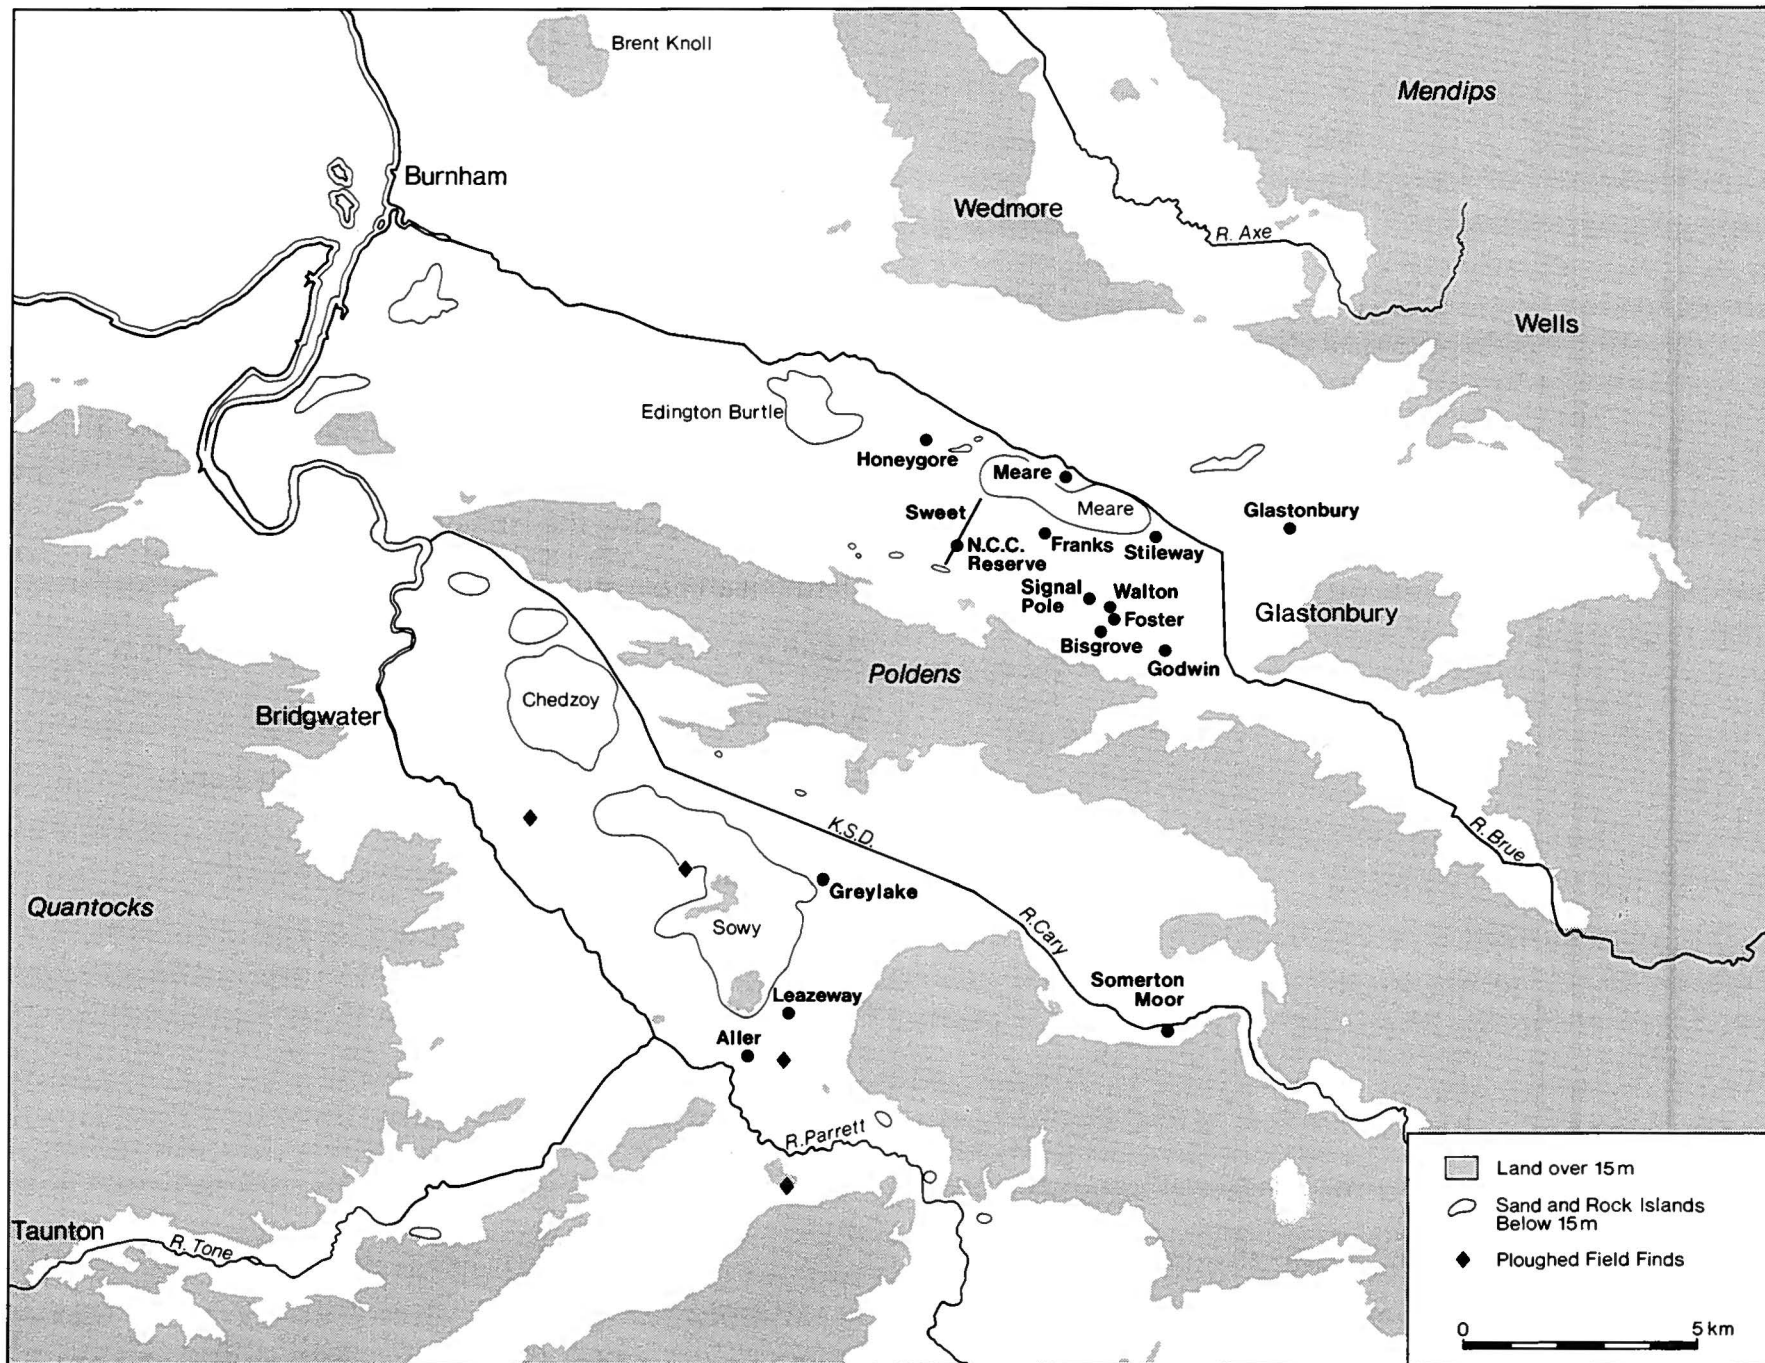 Brent Knoll
Mendips
Burnham
Wedmore
R. Axe
Wells
Edington Burtle
Honeygore
Meare
Meare
Sweet
Glastonbury
N.C.C.
Reserve
Franks
Stileway
Signal
Pole
Walton
Foster
Glastonbury
Bisgrove
Godwin
Poldens
Chedzoy
Bridgwater
K.S.D.
R. Brue
Greylake
Quantocks
Sowy
R.Cary
Somerton
Moor
Leazeway
Aller
R.Parrett
Taunton
R. Tone
Land over 15m
Sand and Rock Islands
Below 15m
Ploughed Field Finds
0 5km